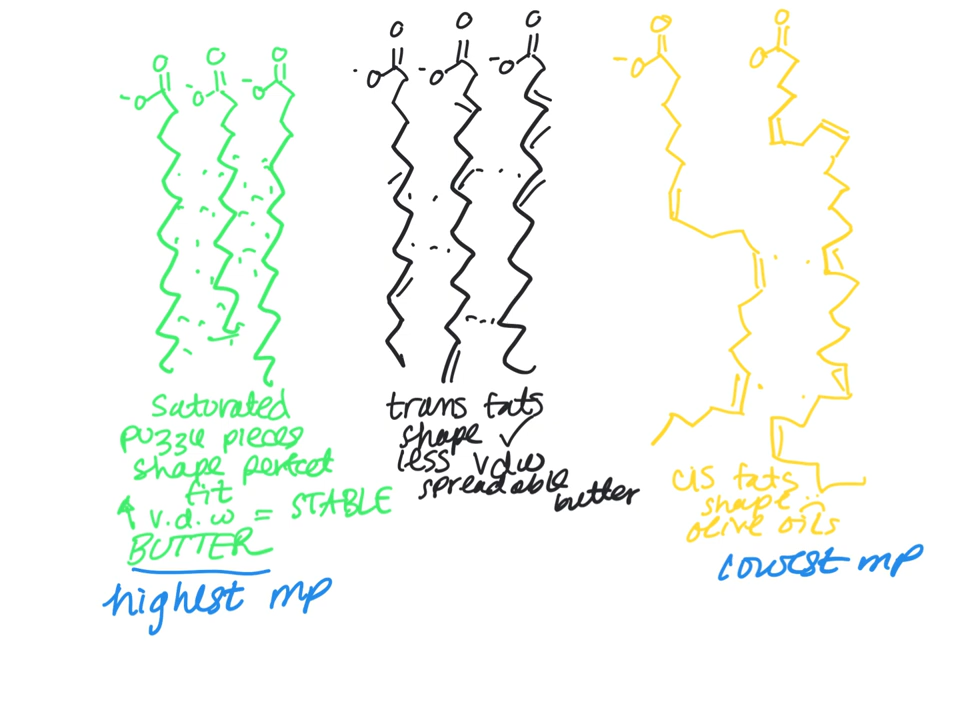 O O O
-O -O -O
O O O
-O -O -O
O O
-O O
saturated
puzzle pieces
shape perfect
fit
↑ v.d.w = STABLE
BUTTER
highest mp
trans fats
shape ✓
less vdw
spreadable
butter
cis fats
shape ☹
olive oils
lowest mp